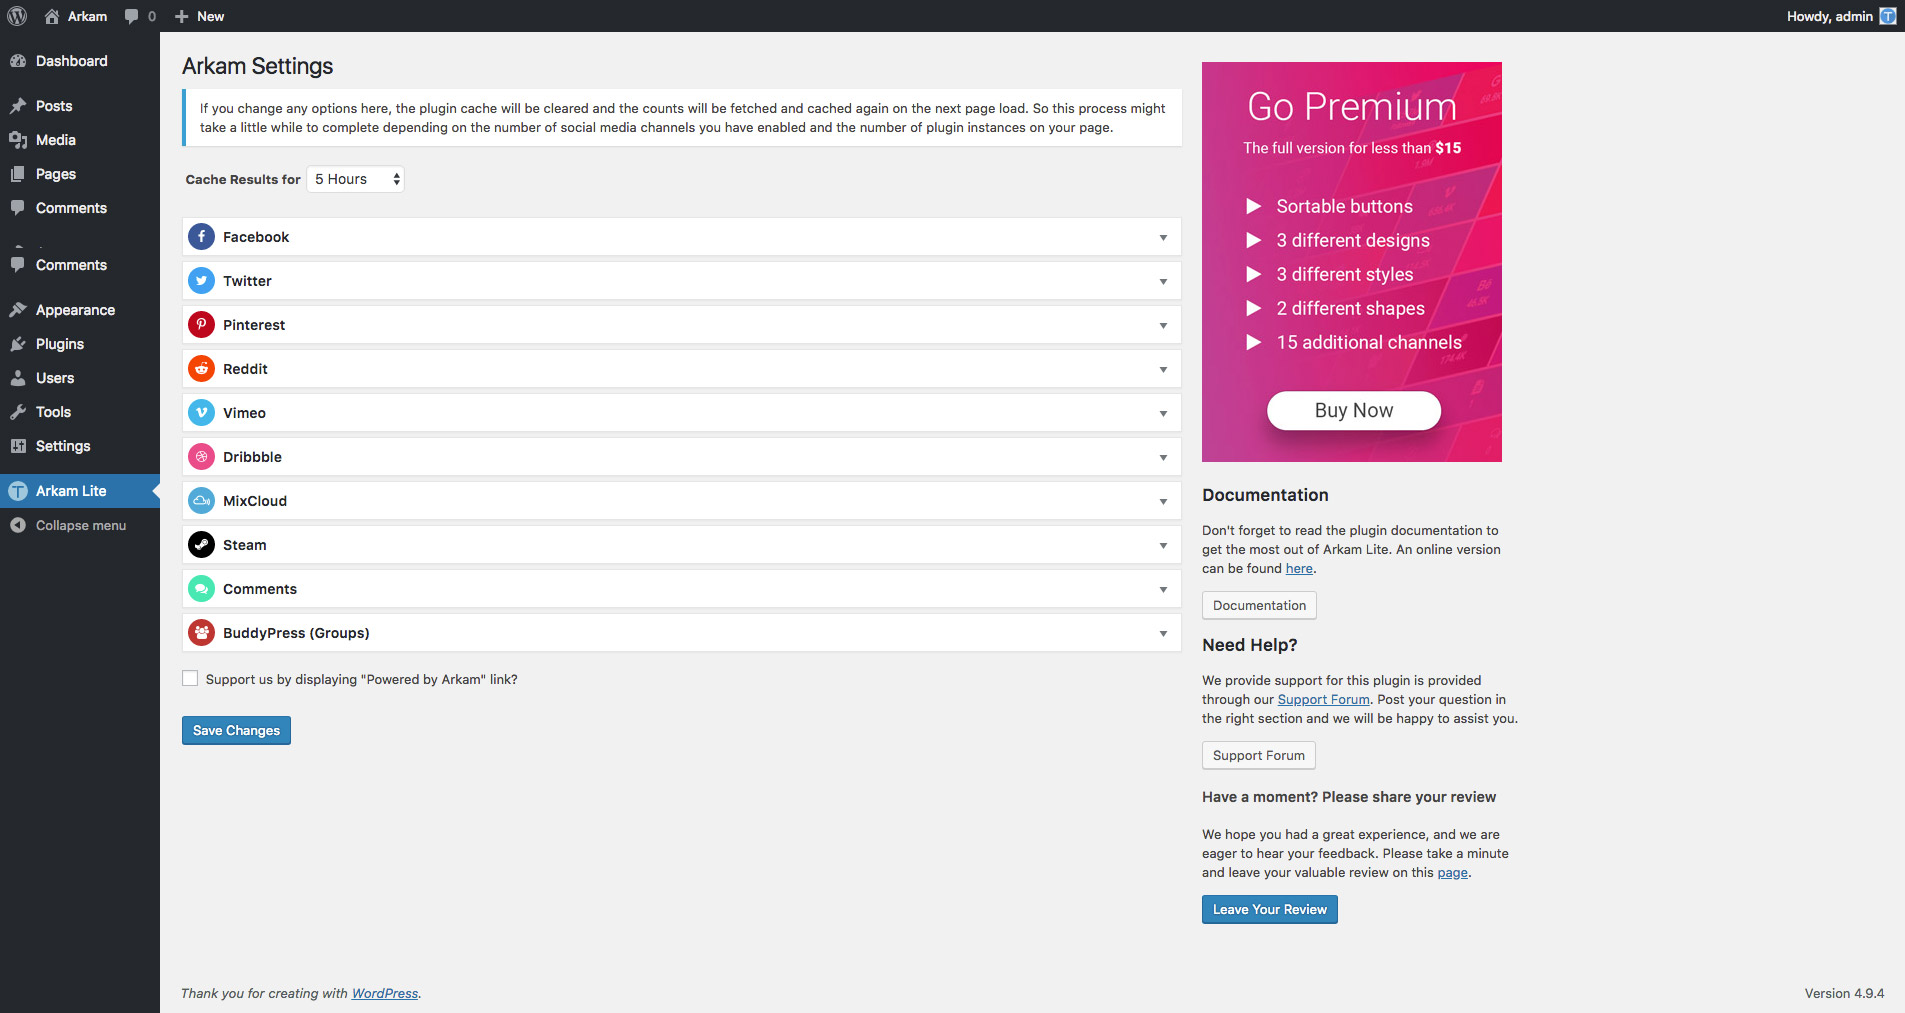 Arkam
0
New
Howdy, admin
Dashboard
Posts
Media
Pages
Comments
Comments
Appearance
Plugins
Users
Tools
Settings
Arkam Lite
Collapse menu
Arkam Settings
If you change any options here, the plugin cache will be cleared and the counts will be fetched and cached again on the next page load. So this process might
take a little while to complete depending on the number of social media channels you have enabled and the number of plugin instances on your page.
Cache Results for 5 Hours
Facebook
Twitter
Pinterest
Reddit
Vimeo
Dribbble
MixCloud
Steam
Comments
BuddyPress (Groups)
Support us by displaying "Powered by Arkam" link?
Save Changes
Go Premium
The full version for less than $15
Sortable buttons
3 different designs
3 different styles
2 different shapes
15 additional channels
Buy Now
Documentation
Don't forget to read the plugin documentation to
get the most out of Arkam Lite. An online version
can be found here.
Documentation
Need Help?
We provide support for this plugin is provided
through our Support Forum. Post your question in
the right section and we will be happy to assist you.
Support Forum
Have a moment? Please share your review
We hope you had a great experience, and we are
eager to hear your feedback. Please take a minute
and leave your valuable review on this page.
Leave Your Review
Thank you for creating with WordPress.
Version 4.9.4